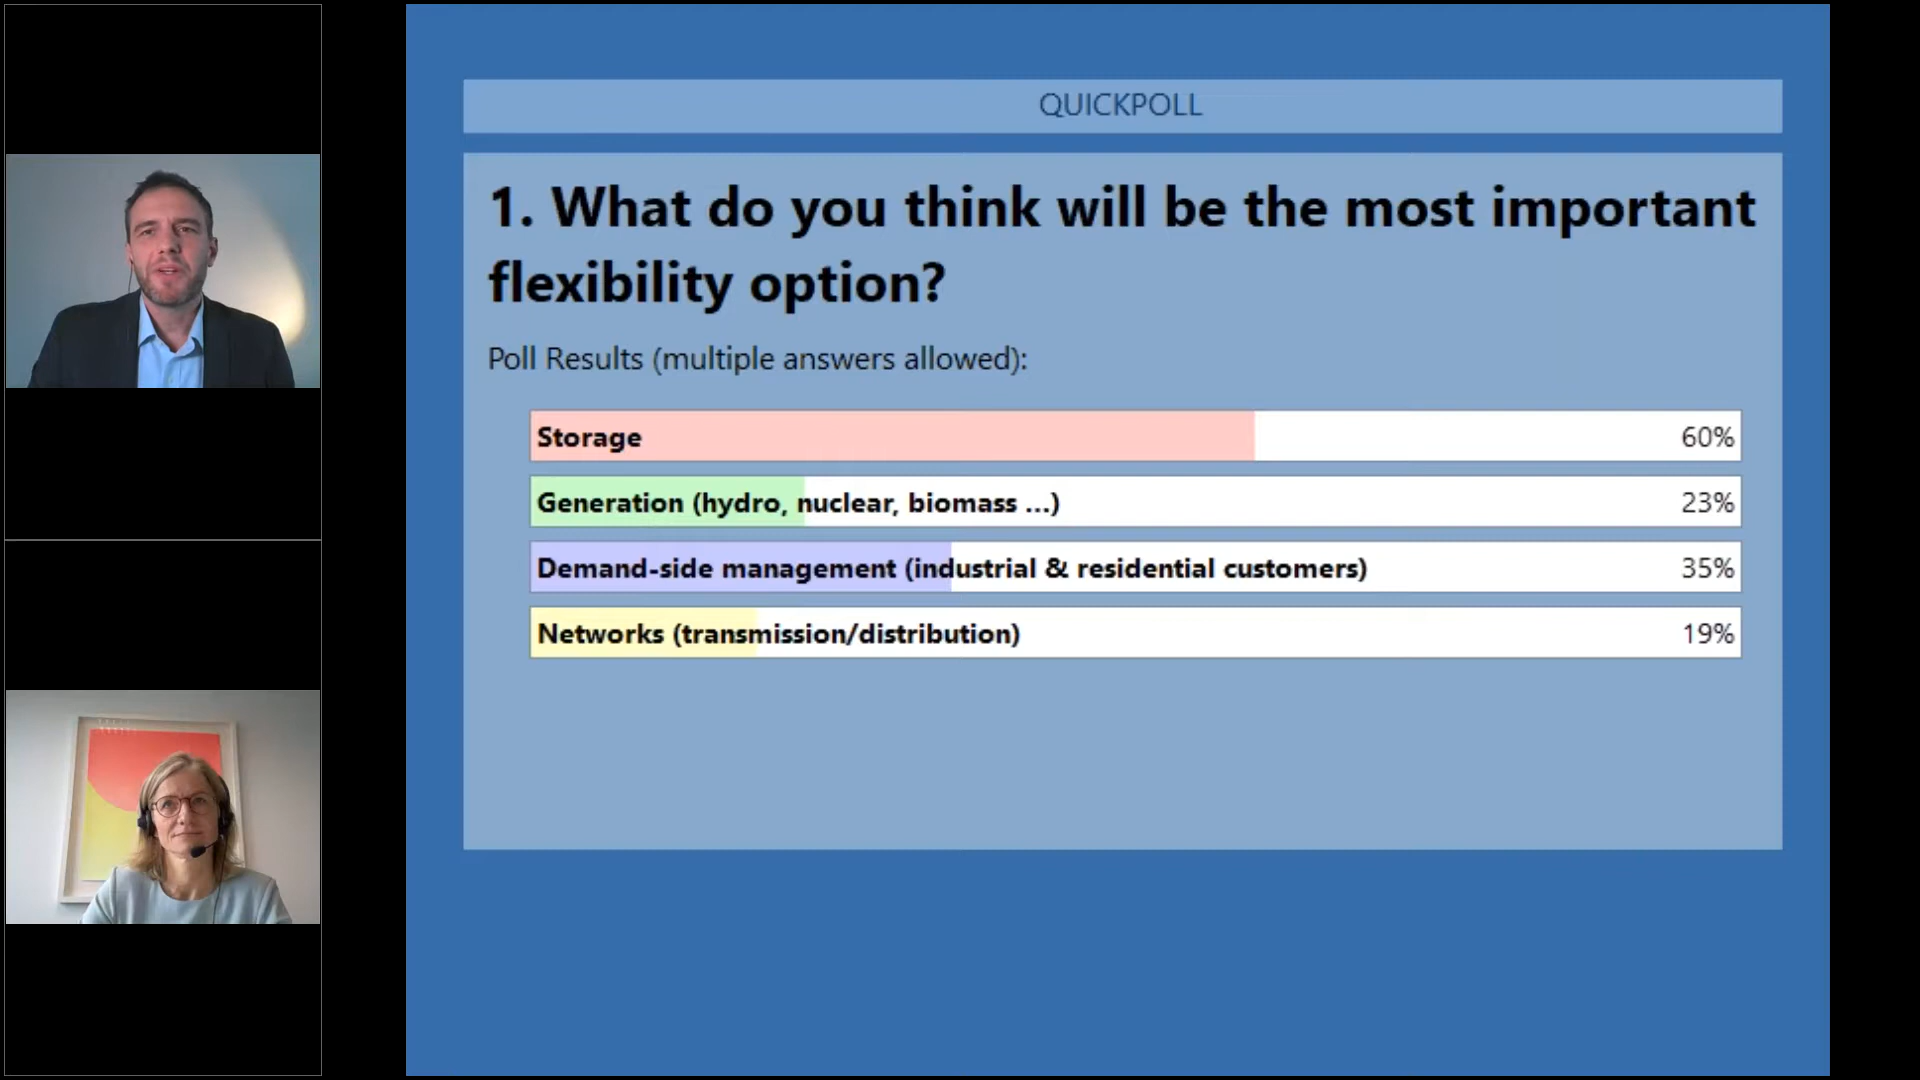 QUICKPOLL
1. What do you think will be the most important
flexibility option?
Poll Results (multiple answers allowed):
Storage 60%
Generation (hydro, nuclear, biomass ...) 23%
Demand-side management (industrial & residential customers) 35%
Networks (transmission/distribution) 19%